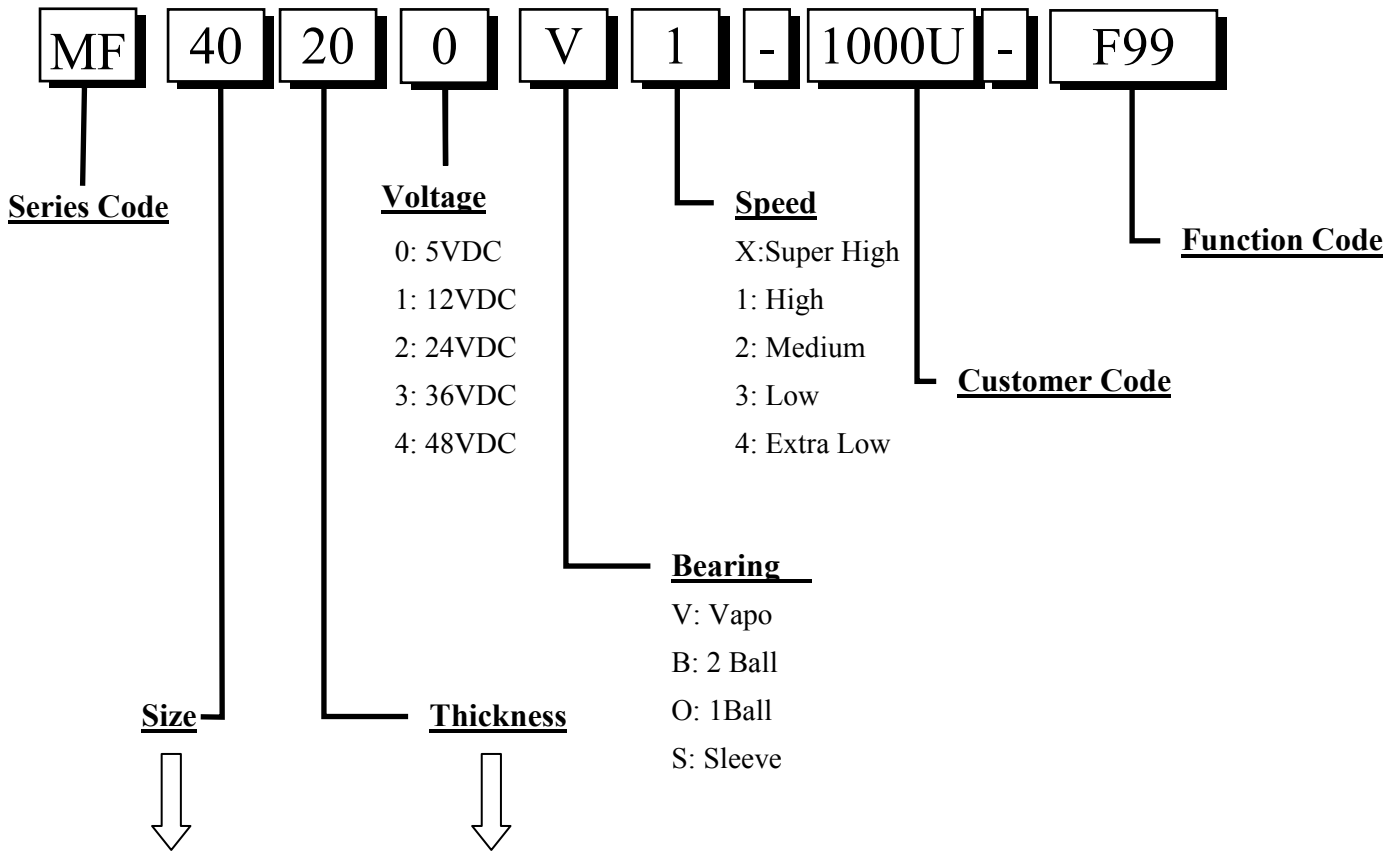 MF 40 20 0 V 1 - 1000U - F99
Series Code
Voltage
0: 5VDC
1: 12VDC
2: 24VDC
3: 36VDC
4: 48VDC
Speed
X:Super High
1: High
2: Medium
3: Low
4: Extra Low
Function Code
Customer Code
Bearing
V: Vapo
B: 2 Ball
O: 1Ball
S: Sleeve
Size
Thickness